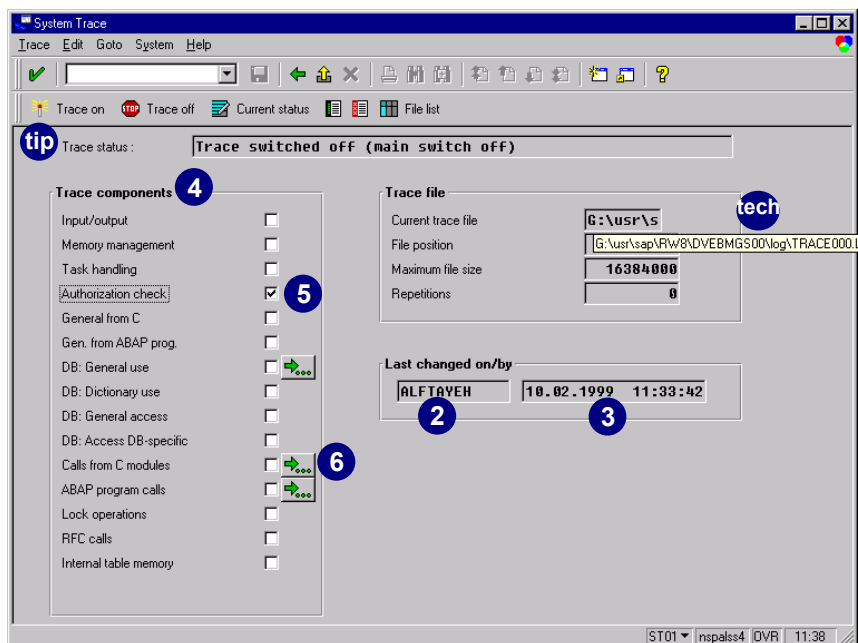 System Trace
Trace Edit Goto System Help
Trace on STOP Trace off Current status File list
tip Trace status : Trace switched off (main switch off)
Trace components 4
Input/output
Memory management
Task handling
Authorization check 5
General from C
Gen. from ABAP prog.
DB: General use
DB: Dictionary use
DB: General access
DB: Access DB-specific
Calls from C modules 6
ABAP program calls
Lock operations
RFC calls
Internal table memory
Trace file
tech
Current trace file G:\usr\s
File position G:\usr\sap\RW8\DVEBMGS00\log\TRACE000.L
Maximum file size 16384000
Repetitions 0
Last changed on/by
ALFTAYEH 10.02.1999 11:33:42
2 3
ST01 nspalss4 OVR 11:38